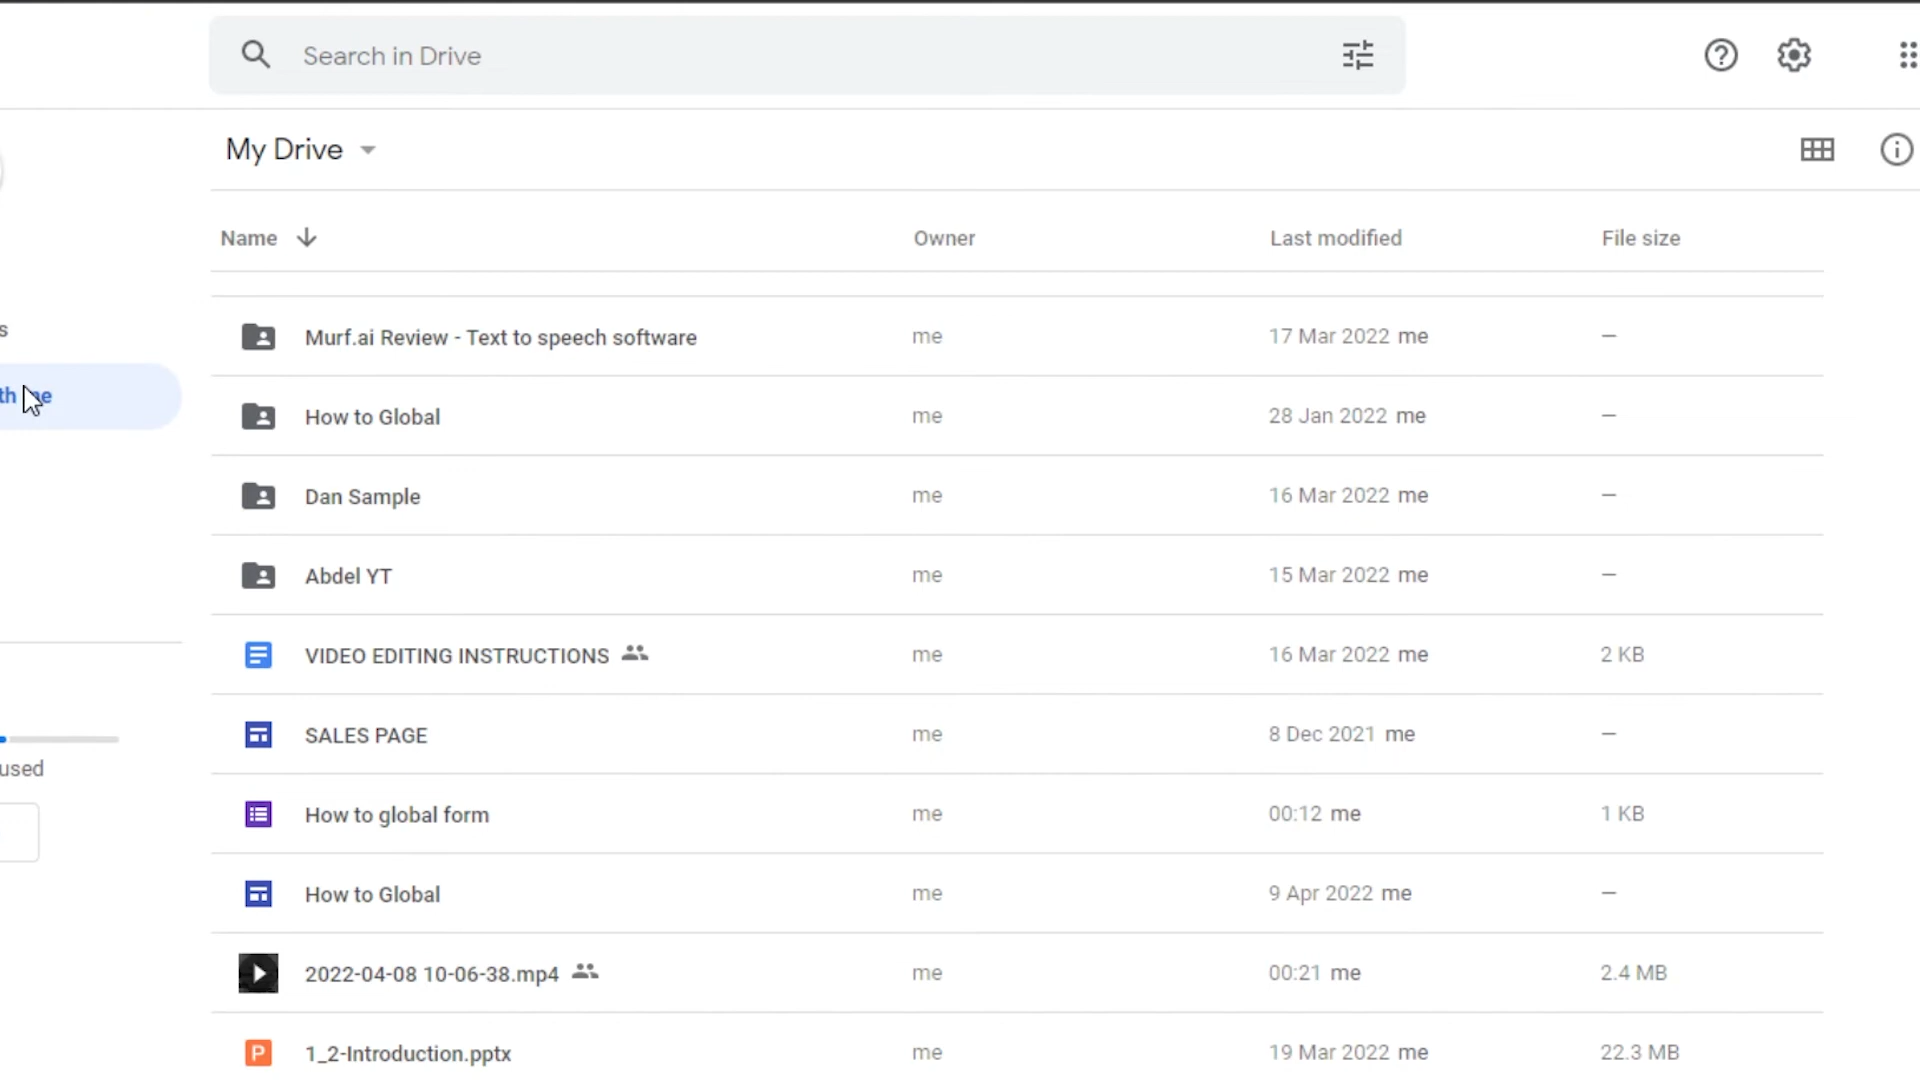 Search in Drive
My Drive
Name Owner Last modified File size
s
Murf.ai Review - Text to speech software me 17 Mar 2022 me –
th me
How to Global me 28 Jan 2022 me –
Dan Sample me 16 Mar 2022 me –
Abdel YT me 15 Mar 2022 me –
VIDEO EDITING INSTRUCTIONS me 16 Mar 2022 me 2 KB
SALES PAGE me 8 Dec 2021 me –
used
How to global form me 00:12 me 1 KB
How to Global me 9 Apr 2022 me –
2022-04-08 10-06-38.mp4 me 00:21 me 2.4 MB
P 1_2-Introduction.pptx me 19 Mar 2022 me 22.3 MB